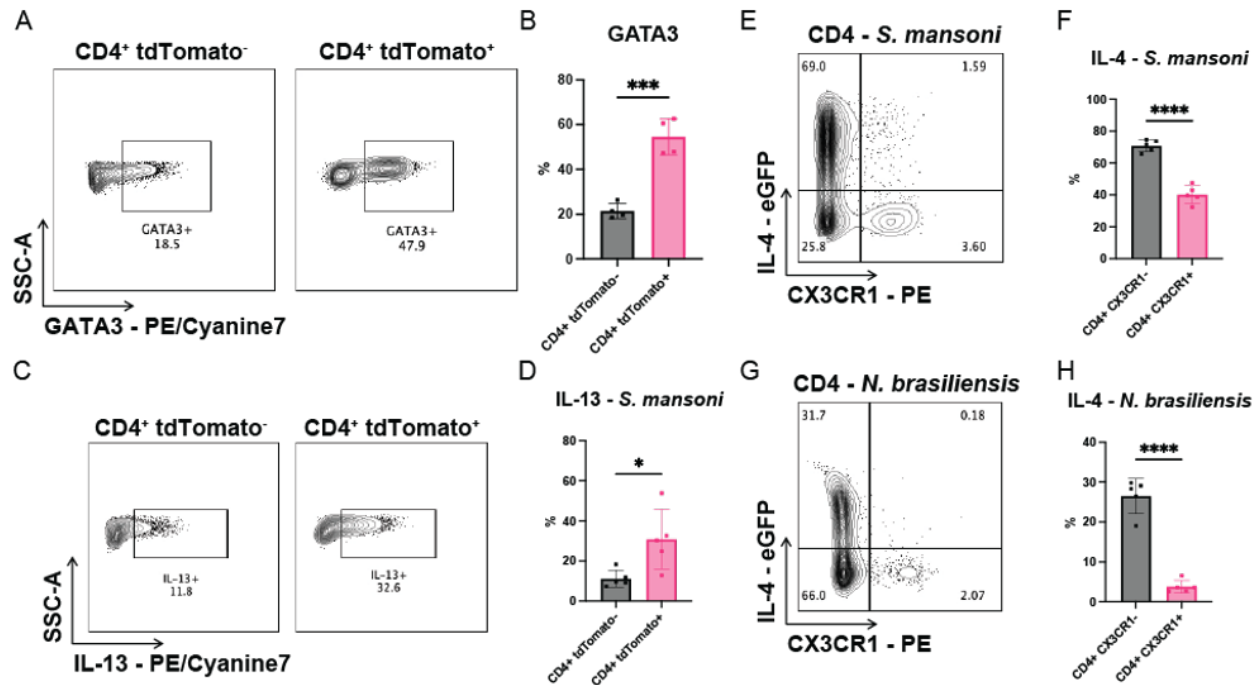 A
CD4⁺ tdTomato⁻
CD4⁺ tdTomato⁺
GATA3+
18.5
GATA3+
47.9
SSC-A
GATA3 - PE/Cyanine7
B
GATA3
***
80
60
40
20
0
%
CD4+ tdTomato-
CD4+ tdTomato+
C
CD4⁺ tdTomato⁻
CD4⁺ tdTomato⁺
IL-13+
11.8
IL-13+
32.6
SSC-A
IL-13 - PE/Cyanine7
D
IL-13 - S. mansoni
*
80
60
40
20
0
%
CD4+ tdTomato-
CD4+ tdTomato+
E
CD4 - S. mansoni
69.0
1.59
25.8
3.60
IL-4 - eGFP
CX3CR1 - PE
F
IL-4 - S. mansoni
****
100
80
60
40
20
0
%
CD4+ CX3CR1-
CD4+ CX3CR1+
G
CD4 - N. brasiliensis
31.7
0.18
66.0
2.07
IL-4 - eGFP
CX3CR1 - PE
H
IL-4 - N. brasiliensis
****
40
30
20
10
0
%
CD4+ CX3CR1-
CD4+ CX3CR1+